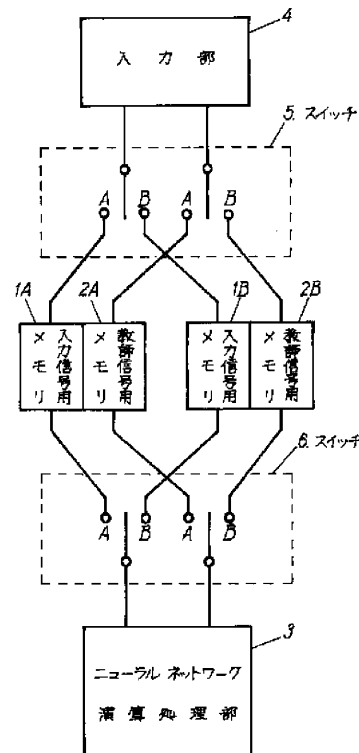 4
入力部
5.スイッチ
A B A B
1A 2A 1B 2B
入力信号用メモリ
教師信号用メモリ
入力信号用メモリ
教師信号用メモリ
6.スイッチ
A B A B
3
ニューラルネットワーク
演算処理部